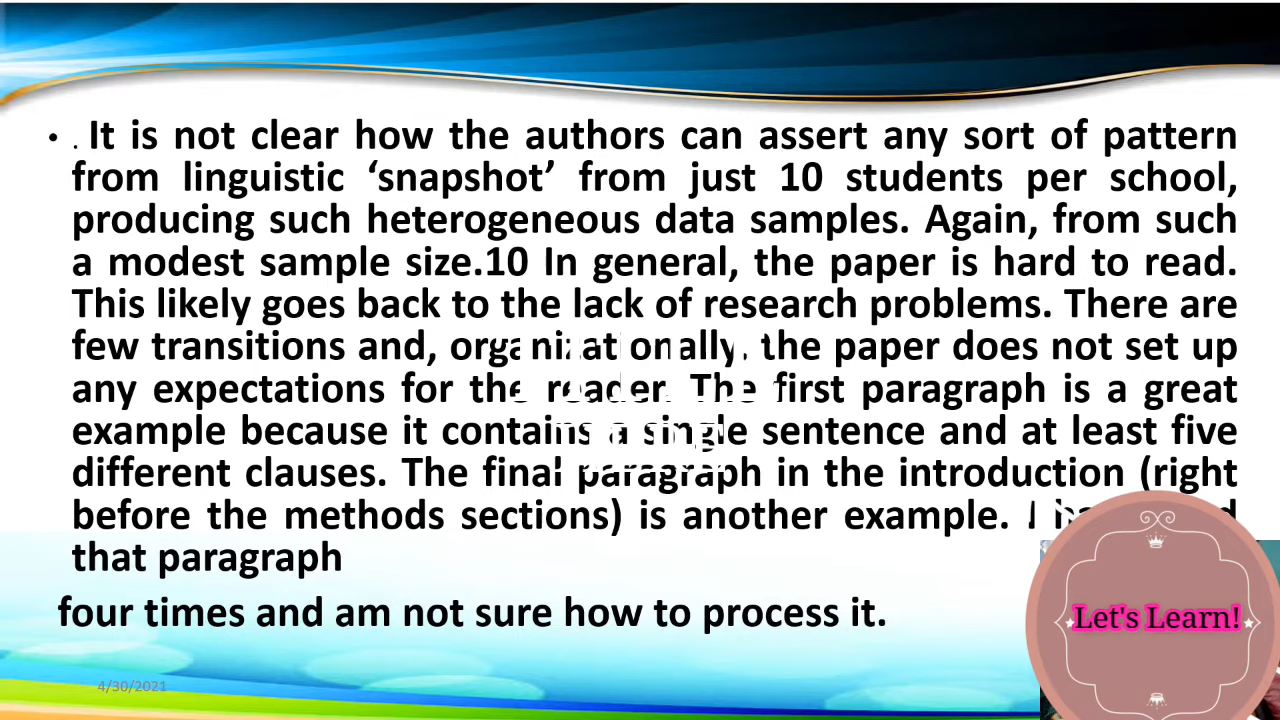 • . It is not clear how the authors can assert any sort of pattern
from linguistic ‘snapshot’ from just 10 students per school,
producing such heterogeneous data samples. Again, from such
a modest sample size.10 In general, the paper is hard to read.
This likely goes back to the lack of research problems. There are
few transitions and, organizationally, the paper does not set up
any expectations for the reader. The first paragraph is a great
example because it contains a single sentence and at least five
different clauses. The final paragraph in the introduction (right
before the methods sections) is another example. I
that paragraph
four times and am not sure how to process it.
Let's Learn!
4/30/2021